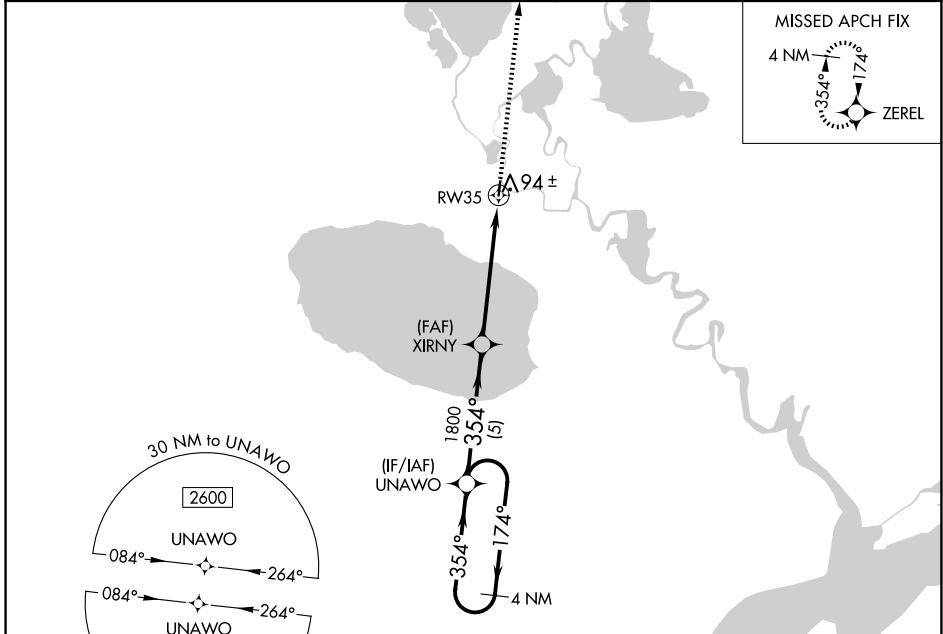 MISSED APCH FIX
4 NM
354°
174°
ZEREL
RW35
94 ±
(FAF)
XIRNY
1800
354°
(5)
(IF/IAF)
UNAWO
354°
174°
4 NM
30 NM to UNAWO
2600
UNAWO
084°
264°
084°
264°
UNAWO